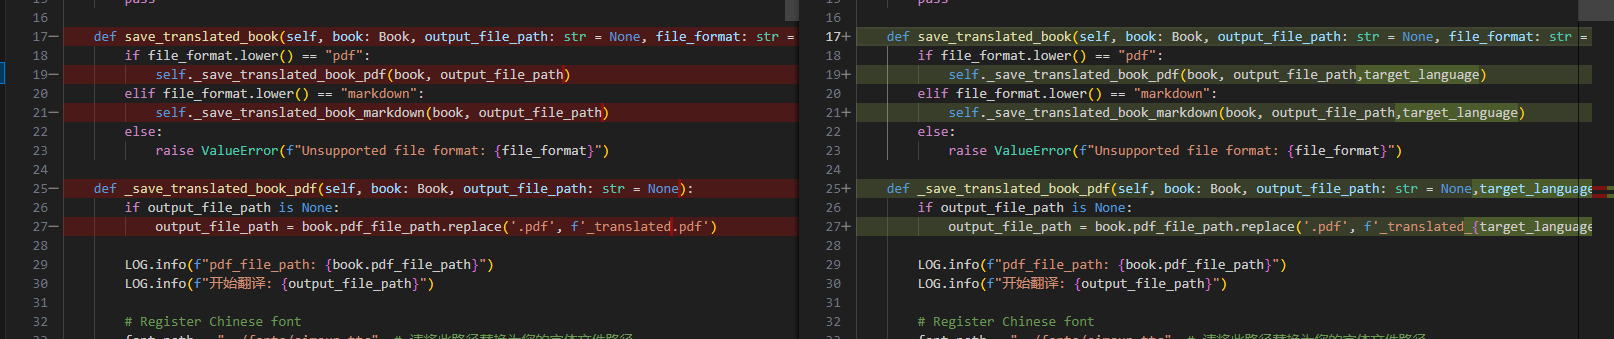 15 pass
16
17— def save_translated_book(self, book: Book, output_file_path: str = None, file_format: str =
18 if file_format.lower() == "pdf":
19— self._save_translated_book_pdf(book, output_file_path)
20 elif file_format.lower() == "markdown":
21— self._save_translated_book_markdown(book, output_file_path)
22 else:
23 raise ValueError(f"Unsupported file format: {file_format}")
24
25— def _save_translated_book_pdf(self, book: Book, output_file_path: str = None):
26 if output_file_path is None:
27— output_file_path = book.pdf_file_path.replace('.pdf', f'_translated.pdf')
28
29 LOG.info(f"pdf_file_path: {book.pdf_file_path}")
30 LOG.info(f"开始翻译: {output_file_path}")
31
32 # Register Chinese font
15 pass
16
17+ def save_translated_book(self, book: Book, output_file_path: str = None, file_format: str =
18 if file_format.lower() == "pdf":
19+ self._save_translated_book_pdf(book, output_file_path,target_language)
20 elif file_format.lower() == "markdown":
21+ self._save_translated_book_markdown(book, output_file_path,target_language)
22 else:
23 raise ValueError(f"Unsupported file format: {file_format}")
24
25+ def _save_translated_book_pdf(self, book: Book, output_file_path: str = None,target_language
26 if output_file_path is None:
27+ output_file_path = book.pdf_file_path.replace('.pdf', f'_translated_{target_language
28
29 LOG.info(f"pdf_file_path: {book.pdf_file_path}")
30 LOG.info(f"开始翻译: {output_file_path}")
31
32 # Register Chinese font